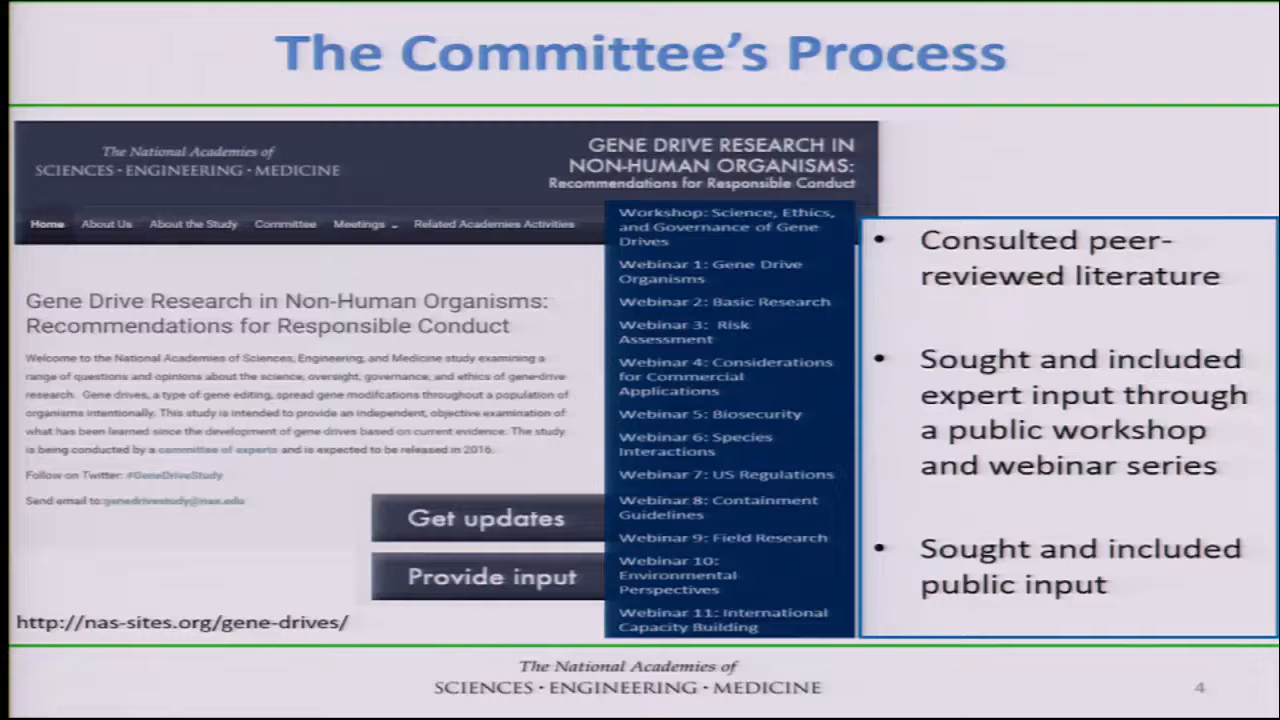 The Committee's Process
The National Academies of
SCIENCES · ENGINEERING · MEDICINE
GENE DRIVE RESEARCH IN
NON-HUMAN ORGANISMS:
Recommendations for Responsible Conduct
Home
About Us
About the Study
Committee
Meetings
Related Academies Activities
Gene Drive Research in Non-Human Organisms:
Recommendations for Responsible Conduct
Welcome to the National Academies of Sciences, Engineering, and Medicine study examining a
range of questions and opinions about the science, oversight, governance, and ethics of gene-drive
research. Gene drives, a type of gene editing, spread gene modifcations throughout a population of
organisms intentionally. This study is intended to provide an independent, objective examination of
what has been learned since the development of gene drives based on current evidence. The study
is being conducted by a committee of experts and is expected to be released in 2016.
Follow on Twitter: #GeneDriveStudy
Send email to:genedrivestudy@nas.edu
Get updates
Provide input
http://nas-sites.org/gene-drives/
Workshop: Science, Ethics,
and Governance of Gene
Drives
Webinar 1: Gene Drive
Organisms
Webinar 2: Basic Research
Webinar 3: Risk
Assessment
Webinar 4: Considerations
for Commercial
Applications
Webinar 5: Biosecurity
Webinar 6: Species
Interactions
Webinar 7: US Regulations
Webinar 8: Containment
Guidelines
Webinar 9: Field Research
Webinar 10:
Environmental
Perspectives
Webinar 11: International
Capacity Building
• Consulted peer-
reviewed literature
• Sought and included
expert input through
a public workshop
and webinar series
• Sought and included
public input
The National Academies of
SCIENCES · ENGINEERING · MEDICINE
4